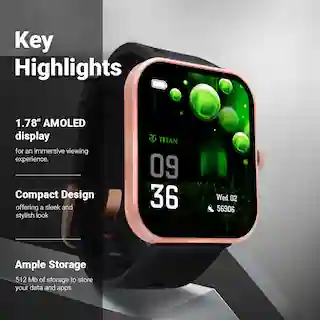 Key
Highlights
1.78" AMOLED
display
for an immersive viewing
experience.
Compact Design
offering a sleek and
stylish look
Ample Storage
512 Mb of storage to store
your data and apps
TITAN
09
36
Wed 02
56906